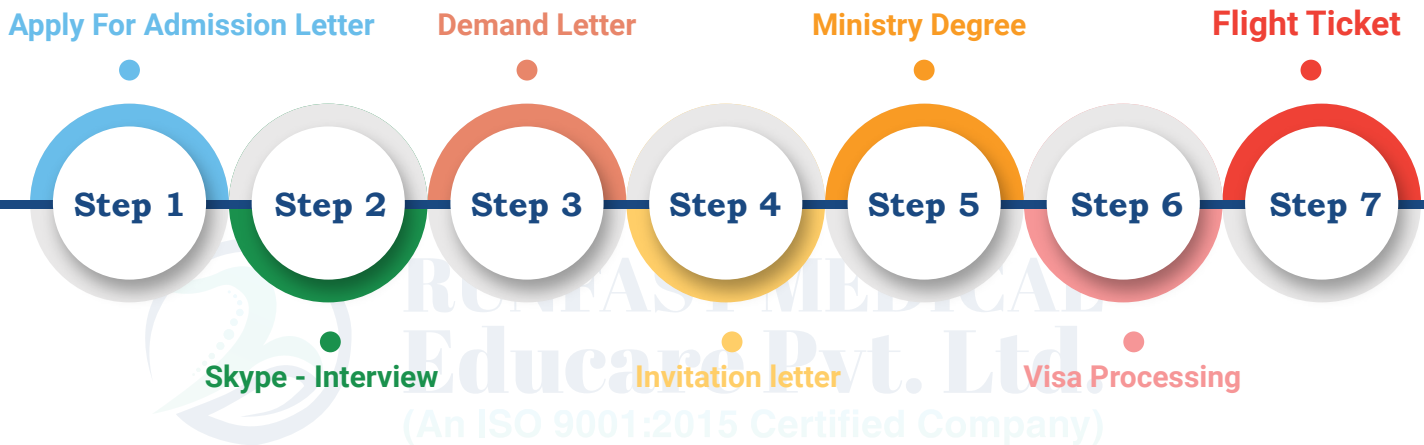 Apply For Admission Letter
Demand Letter
Ministry Degree
Flight Ticket
Step 1
Step 2
Step 3
Step 4
Step 5
Step 6
Step 7
RUNFAST MEDICAL
Educare Pvt. Ltd.
Skype - Interview
Invitation letter
Visa Processing
(An ISO 9001:2015 Certified Company)